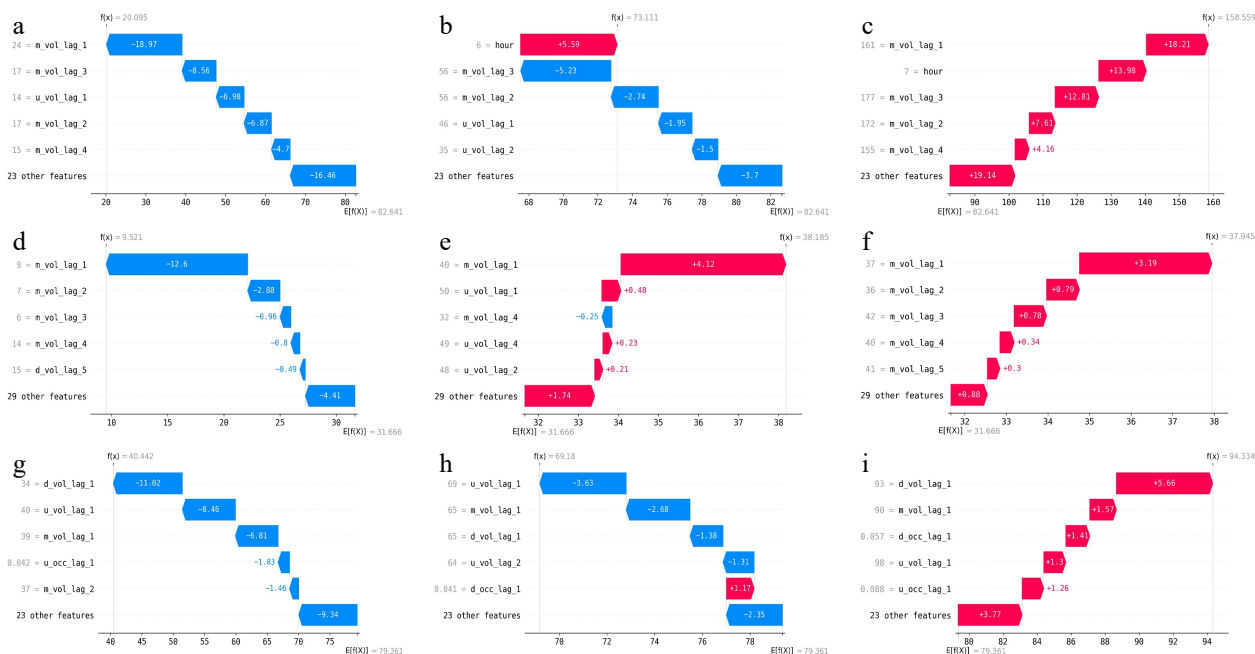 a
f(x) = 20.095
24 = m_vol_lag_1
−18.97
17 = m_vol_lag_3
−8.56
14 = u_vol_lag_1
−6.98
17 = m_vol_lag_2
−6.87
15 = m_vol_lag_4
−4.7
23 other features
−16.46
20 30 40 50 60 70 80
E[f(X)] = 82.641
b
f(x) = 73.111
6 = hour
+5.59
56 = m_vol_lag_3
−5.23
56 = m_vol_lag_2
−2.74
46 = u_vol_lag_1
−1.95
35 = u_vol_lag_2
−1.5
23 other features
−3.7
68 70 72 74 76 78 80 82
E[f(X)] = 82.641
c
f(x) = 158.559
161 = m_vol_lag_1
+18.21
7 = hour
+13.98
177 = m_vol_lag_3
+12.81
172 = m_vol_lag_2
+7.61
155 = m_vol_lag_4
+4.16
23 other features
+19.14
90 100 110 120 130 140 150 160
E[f(X)] = 82.641
d
f(x) = 9.521
9 = m_vol_lag_1
−12.6
7 = m_vol_lag_2
−2.88
6 = m_vol_lag_3
−0.96
14 = m_vol_lag_4
−0.8
15 = d_vol_lag_5
−0.49
29 other features
−4.41
10 15 20 25 30
E[f(X)] = 31.666
e
f(x) = 38.185
40 = m_vol_lag_1
+4.12
50 = u_vol_lag_1
+0.48
32 = m_vol_lag_4
−0.25
49 = u_vol_lag_4
+0.23
48 = u_vol_lag_2
+0.21
29 other features
+1.74
32 33 34 35 36 37 38
E[f(X)] = 31.666
f
f(x) = 37.945
37 = m_vol_lag_1
+3.19
36 = m_vol_lag_2
+0.79
42 = m_vol_lag_3
+0.78
40 = m_vol_lag_4
+0.34
41 = m_vol_lag_5
+0.3
29 other features
+0.88
32 33 34 35 36 37 38
E[f(X)] = 31.666
g
f(x) = 40.442
34 = d_vol_lag_1
−11.02
40 = u_vol_lag_1
−8.46
39 = m_vol_lag_1
−6.81
0.042 = u_occ_lag_1
−1.83
37 = m_vol_lag_2
−1.46
23 other features
−9.34
40 45 50 55 60 65 70 75
E[f(X)] = 79.361
h
f(x) = 69.18
69 = u_vol_lag_1
−3.63
65 = m_vol_lag_1
−2.68
65 = d_vol_lag_1
−1.38
64 = u_vol_lag_2
−1.31
0.041 = d_occ_lag_1
+1.17
23 other features
−2.35
70 72 74 76 78
E[f(X)] = 79.361
i
f(x) = 94.334
93 = d_vol_lag_1
+5.66
90 = m_vol_lag_1
+1.57
0.057 = d_occ_lag_1
+1.41
98 = u_vol_lag_1
+1.3
0.088 = u_occ_lag_1
+1.26
23 other features
+3.77
80 82 84 86 88 90 92 94
E[f(X)] = 79.361